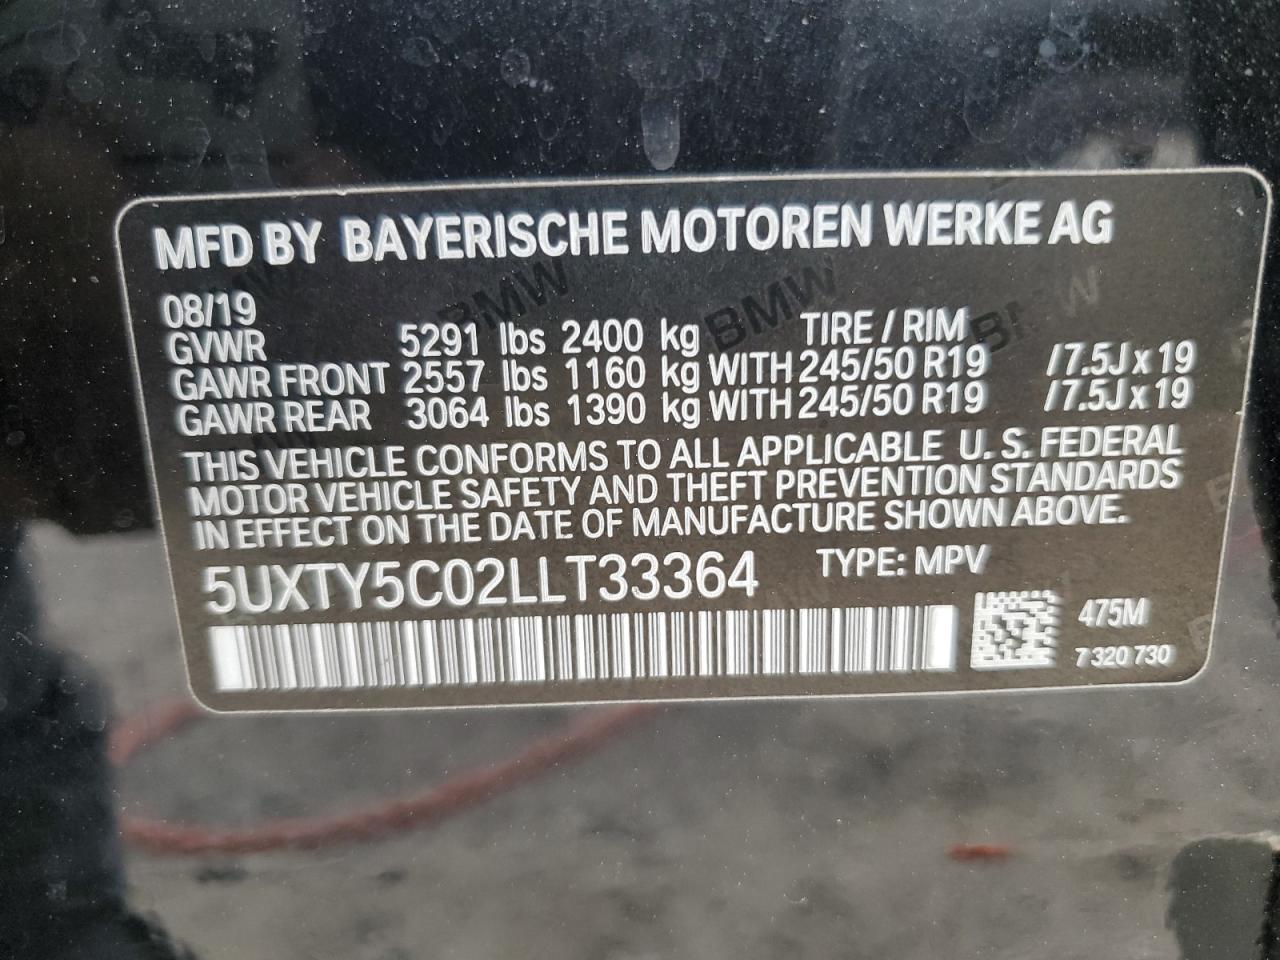 MFD BY BAYERISCHE MOTOREN WERKE AG
08/19
GVWR 5291 lbs 2400 kg TIRE / RIM
GAWR FRONT 2557 lbs 1160 kg WITH 245/50 R19 /7.5J x 19
GAWR REAR 3064 lbs 1390 kg WITH 245/50 R19 /7.5J x 19
THIS VEHICLE CONFORMS TO ALL APPLICABLE U. S. FEDERAL
MOTOR VEHICLE SAFETY AND THEFT PREVENTION STANDARDS
IN EFFECT ON THE DATE OF MANUFACTURE SHOWN ABOVE.
5UXTY5C02LLT33364 TYPE: MPV
475M
7 320 730